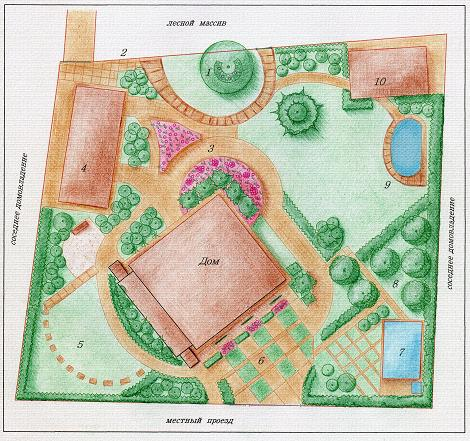 лесной массив
2
1
10
3
4
9
соседнее домовладение
соседнее домовладение
Дом
8
5
6
7
местный проезд